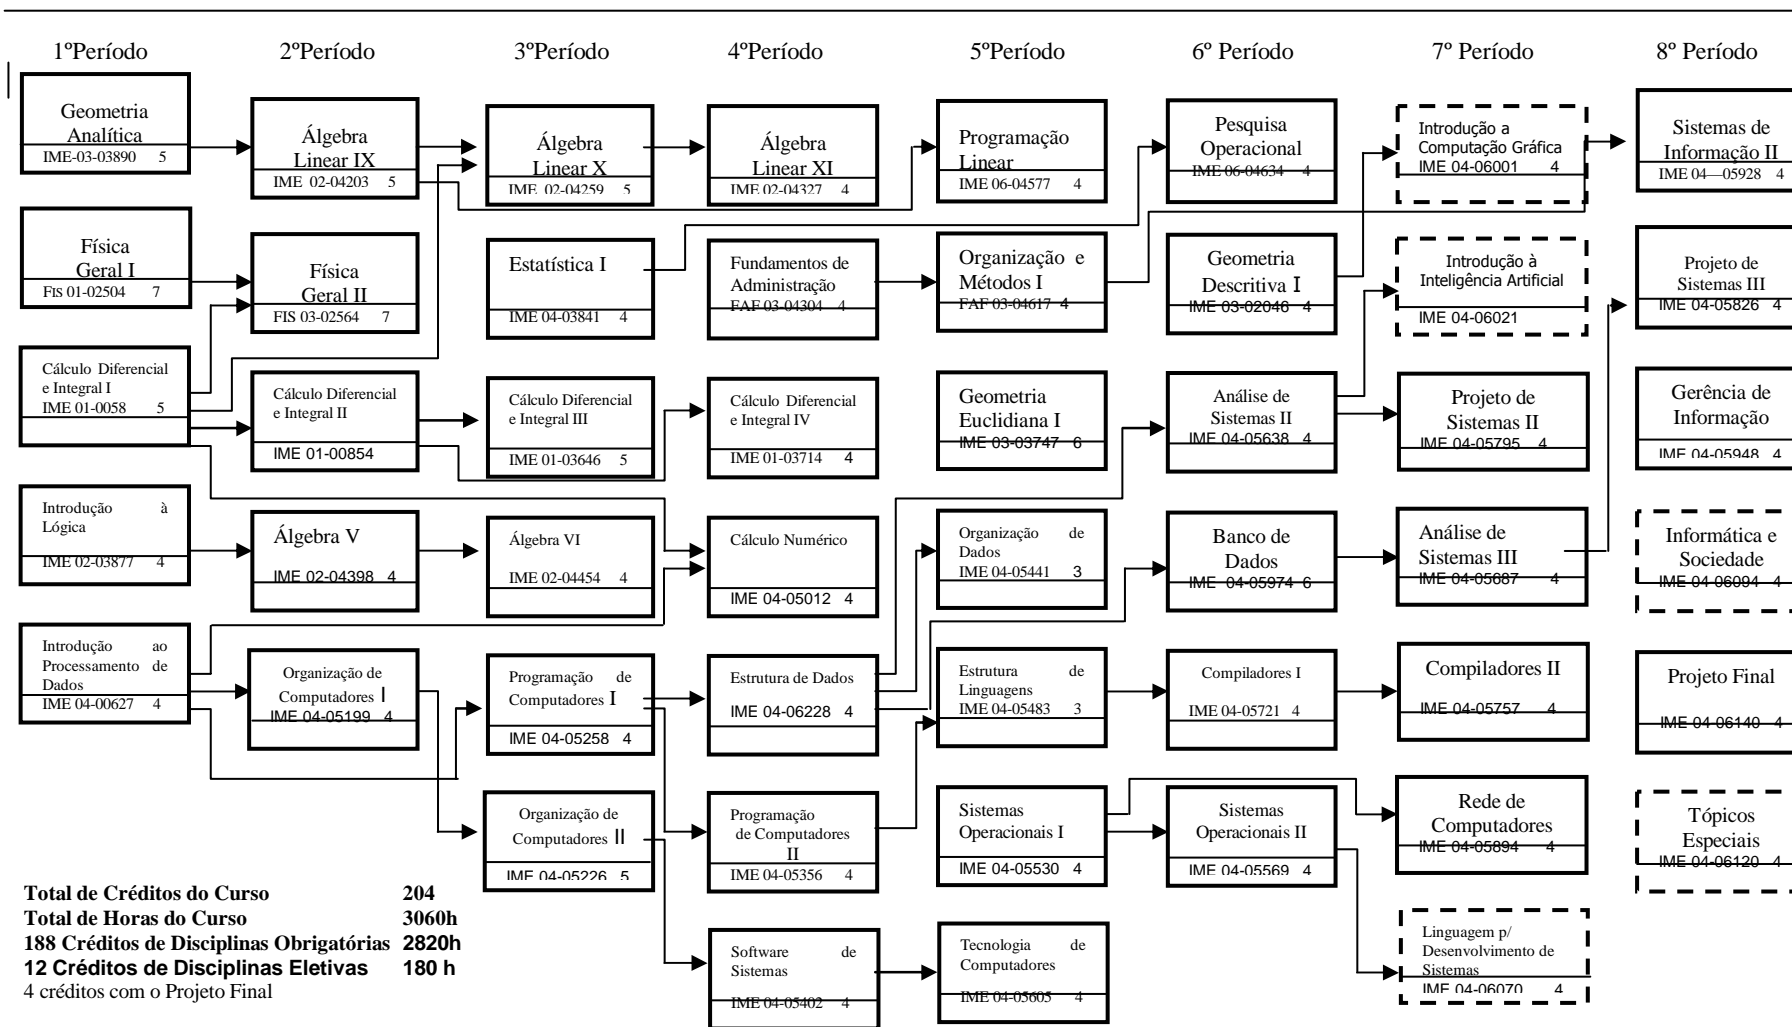 1ºPeríodo
2ºPeríodo
3ºPeríodo
4ºPeríodo
5ºPeríodo
6º Período
7º Período
8º Período
Geometria
Analítica
IME-03-03890 5
Física
Geral I
FIS 01-02504 7
Cálculo Diferencial
e Integral I
IME 01-0058 5
Introdução à
Lógica
IME 02-03877 4
Introdução ao
Processamento de
Dados
IME 04-00627 4
Álgebra
Linear IX
IME 02-04203 5
Física
Geral II
FIS 03-02564 7
Cálculo Diferencial
e Integral II
IME 01-00854
Álgebra V
IME 02-04398 4
Organização de
Computadores I
IME 04-05199 4
Álgebra
Linear X
IME 02-04259 5
Estatística I
IME 04-03841 4
Cálculo Diferencial
e Integral III
IME 01-03646 5
Álgebra VI
IME 02-04454 4
Programação de
Computadores I
IME 04-05258 4
Organização de
Computadores II
IME 04-05226 5
Álgebra
Linear XI
IME 02-04327 4
Fundamentos de
Administração
FAF 03-04304 4
Cálculo Diferencial
e Integral IV
IME 01-03714 4
Cálculo Numérico
IME 04-05012 4
Estrutura de Dados
IME 04-06228 4
Programação
de Computadores
II
IME 04-05356 4
Software de
Sistemas
IME 04-05402 4
Programação
Linear
IME 06-04577 4
Organização e
Métodos I
FAF 03-04617 4
Geometria
Euclidiana I
IME 03-03747 6
Organização de
Dados
IME 04-05441 3
Estrutura de
Linguagens
IME 04-05483 3
Sistemas
Operacionais I
IME 04-05530 4
Tecnologia de
Computadores
IME 04-05605 4
Pesquisa
Operacional
IME 06-04634 4
Geometria
Descritiva I
IME 03-02046 4
Análise de
Sistemas II
IME 04-05638 4
Banco de
Dados
IME 04-05974 6
Compiladores I
IME 04-05721 4
Sistemas
Operacionais II
IME 04-05569 4
Introdução a
Computação Gráfica
IME 04-06001 4
Introdução à
Inteligência Artificial
IME 04-06021
Projeto de
Sistemas II
IME 04-05795 4
Análise de
Sistemas III
IME 04-05687 4
Compiladores II
IME 04-05757 4
Rede de
Computadores
IME 04-05894 4
Linguagem p/
Desenvolvimento de
Sistemas
IME 04-06070 4
Sistemas de
Informação II
IME 04—05928 4
Projeto de
Sistemas III
IME 04-05826 4
Gerência de
Informação
IME 04-05948 4
Informática e
Sociedade
IME 04-06094 4
Projeto Final
IME 04-06140 4
Tópicos
Especiais
IME 04-06120 4
Total de Créditos do Curso 204
Total de Horas do Curso 3060h
188 Créditos de Disciplinas Obrigatórias 2820h
12 Créditos de Disciplinas Eletivas 180 h
4 créditos com o Projeto Final